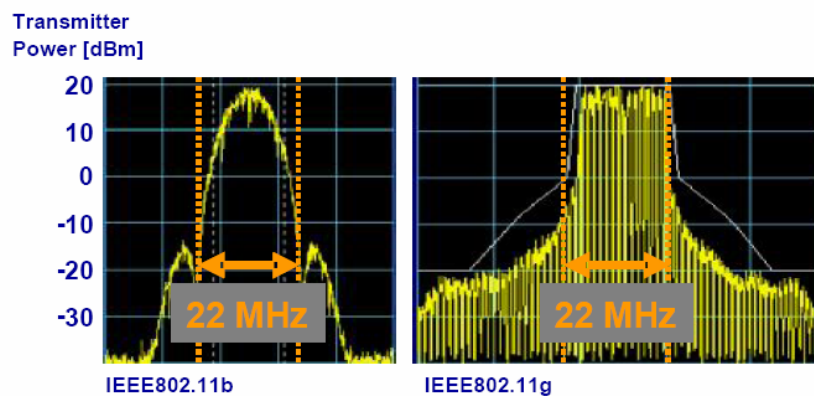 Transmitter
Power [dBm]
20
10
0
-10
-20
-30
22 MHz
22 MHz
IEEE802.11b
IEEE802.11g